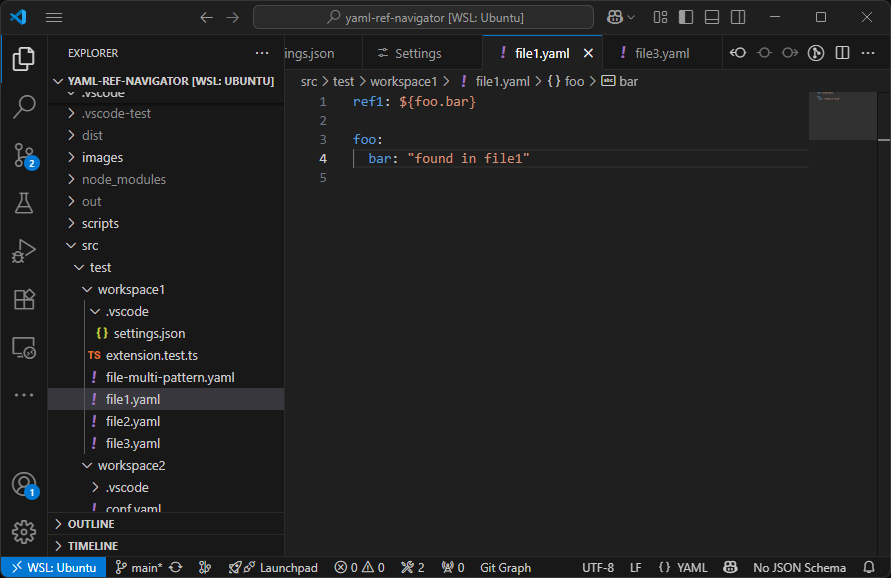 yaml-ref-navigator [WSL: Ubuntu]
EXPLORER
ings.json
Settings
! file1.yaml
! file3.yaml
YAML-REF-NAVIGATOR [WSL: UBUNTU]
src > test > workspace1 > ! file1.yaml > {} foo > abc bar
.vscode
.vscode-test
dist
images
node_modules
out
scripts
src
test
workspace1
.vscode
{} settings.json
TS extension.test.ts
! file-multi-pattern.yaml
! file1.yaml
! file2.yaml
! file3.yaml
workspace2
.vscode
! conf.yaml
OUTLINE
TIMELINE
2
1
1 ref1: ${foo.bar}
2
3 foo:
4 bar: "found in file1"
5
WSL: Ubuntu
main*
Launchpad
0
0
2
0
Git Graph
UTF-8
LF
{} YAML
No JSON Schema